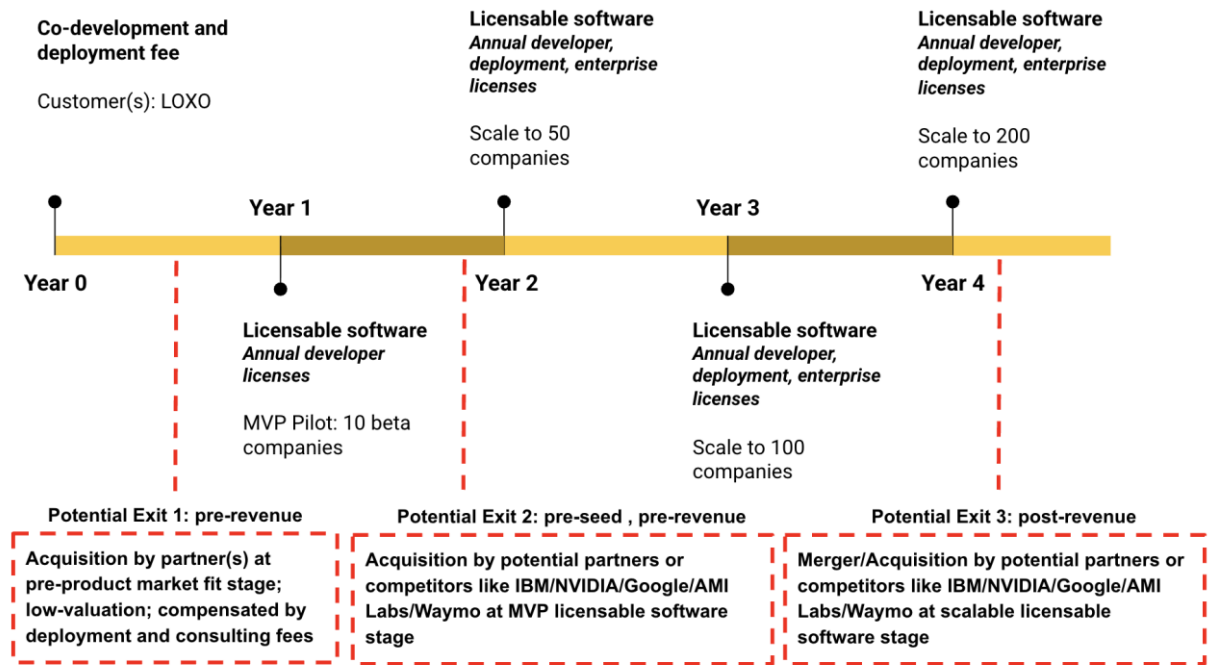 Co-development and
deployment fee
Customer(s): LOXO
Licensable software
Annual developer,
deployment, enterprise
licenses
Scale to 50
companies
Licensable software
Annual developer,
deployment, enterprise
licenses
Scale to 200
companies
Year 1
Year 3
Year 0
Year 2
Year 4
Licensable software
Annual developer
licenses
MVP Pilot: 10 beta
companies
Licensable software
Annual developer,
deployment, enterprise
licenses
Scale to 100
companies
Potential Exit 1: pre-revenue
Acquisition by partner(s) at
pre-product market fit stage;
low-valuation; compensated by
deployment and consulting fees
Potential Exit 2: pre-seed , pre-revenue
Acquisition by potential partners or
competitors like IBM/NVIDIA/Google/AMI
Labs/Waymo at MVP licensable software
stage
Potential Exit 3: post-revenue
Merger/Acquisition by potential partners or
competitors like IBM/NVIDIA/Google/AMI
Labs/Waymo at scalable licensable
software stage